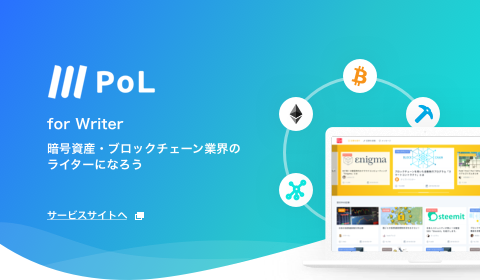 PoL
for Writer
暗号資産・ブロックチェーン業界の
ライターになろう
サービスサイトへ
enigma
steemit